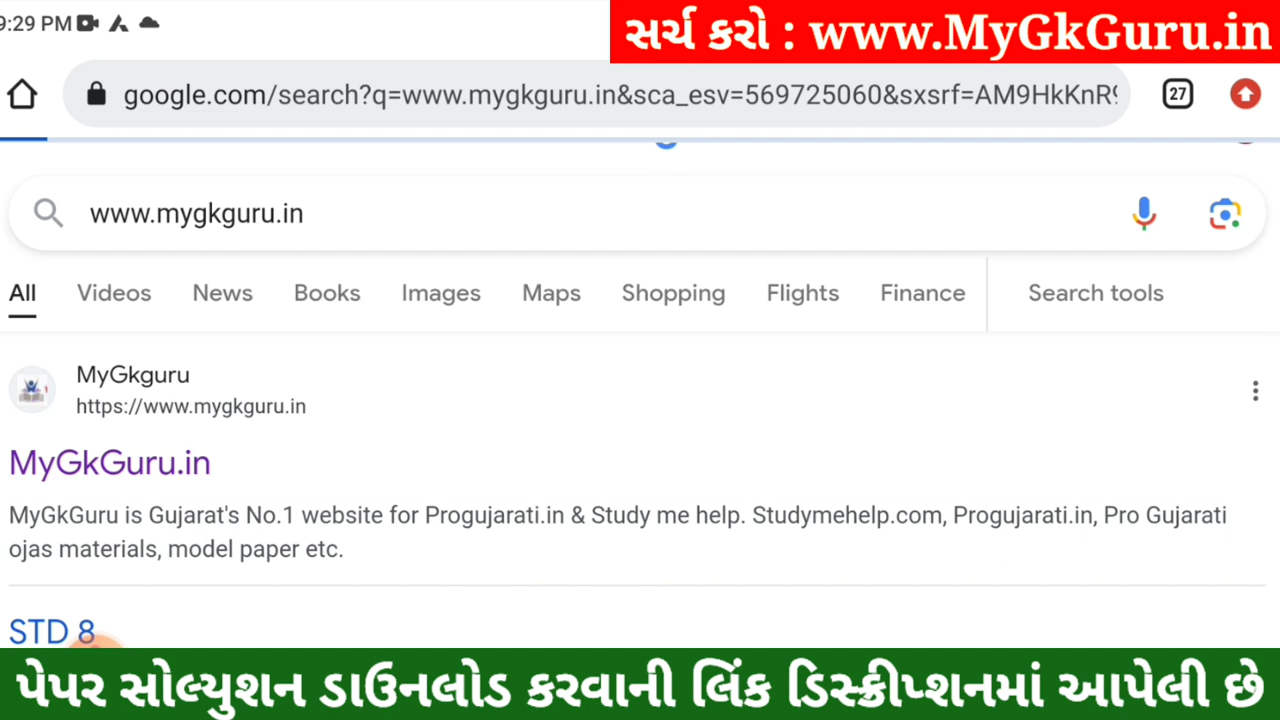 9:29 PM
સર્ચ કરો : www.MyGkGuru.in
google.com/search?q=www.mygkguru.in&sca_esv=569725060&sxsrf=AM9HkKnR9
27
www.mygkguru.in
All Videos News Books Images Maps Shopping Flights Finance Search tools
MyGkguru
https://www.mygkguru.in
MyGkGuru.in
MyGkGuru is Gujarat's No.1 website for Progujarati.in & Study me help. Studymehelp.com, Progujarati.in, Pro Gujarati
ojas materials, model paper etc.
STD 8
પેપર સોલ્યુશન ડાઉનલોડ કરવાની લિંક ડિસ્ક્રીપ્શનમાં આપેલી છે